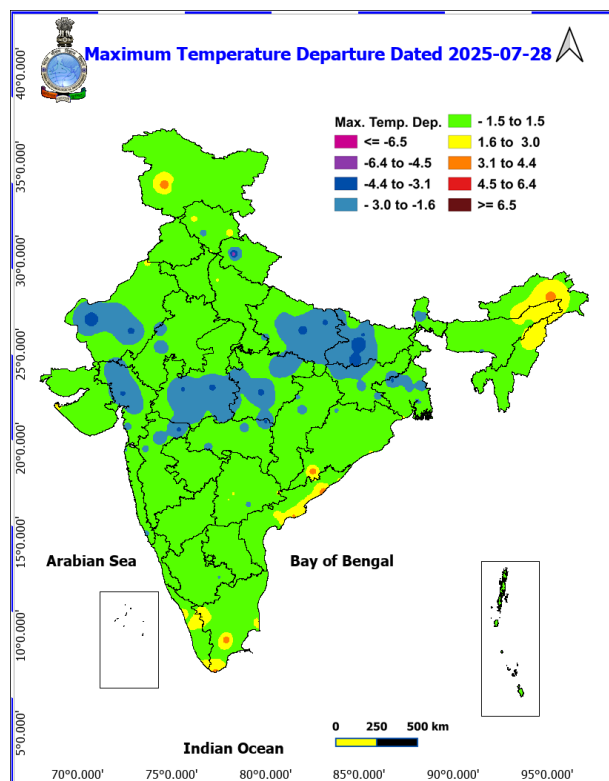 Maximum Temperature Departure Dated 2025-07-28
Max. Temp. Dep.
<= -6.5
-6.4 to -4.5
-4.4 to -3.1
- 3.0 to -1.6
- 1.5 to 1.5
1.6 to 3.0
3.1 to 4.4
4.5 to 6.4
>= 6.5
40°0.000'
35°0.000'
30°0.000'
25°0.000'
20°0.000'
15°0.000'
10°0.000'
5°0.000'
Arabian Sea
Bay of Bengal
Indian Ocean
0 250 500 km
70°0.000' 75°0.000' 80°0.000' 85°0.000' 90°0.000' 95°0.000'